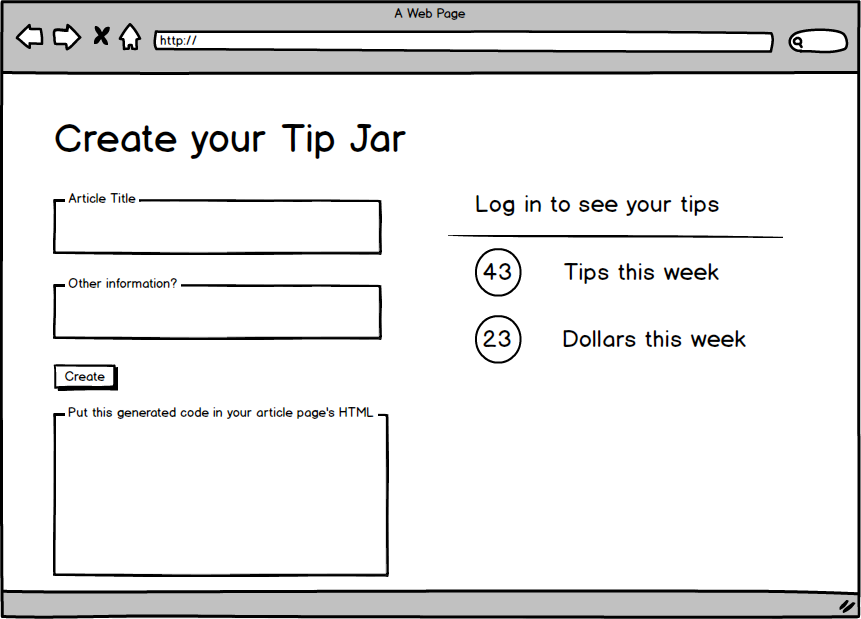 A Web Page
http://
Create your Tip Jar
Article Title
Other information?
Create
Put this generated code in your article page's HTML
Log in to see your tips
43 Tips this week
23 Dollars this week